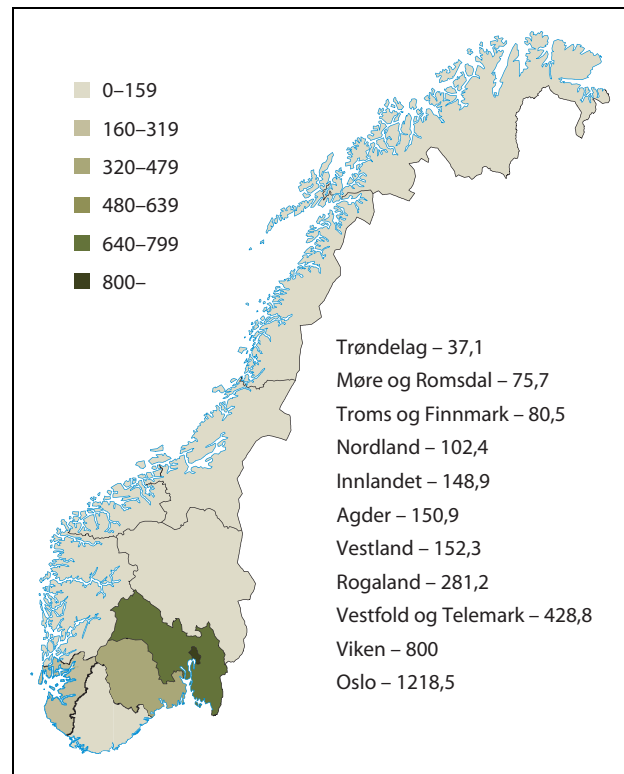 0–159
160–319
320–479
480–639
640–799
800–
Trøndelag – 37,1
Møre og Romsdal – 75,7
Troms og Finnmark – 80,5
Nordland – 102,4
Innlandet – 148,9
Agder – 150,9
Vestland – 152,3
Rogaland – 281,2
Vestfold og Telemark – 428,8
Viken – 800
Oslo – 1218,5